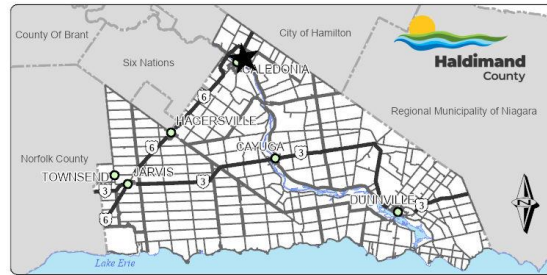 County Of Brant
City of Hamilton
Haldimand
County
Six Nations
CALEDONIA
6
Regional Municipality of Niagara
HAGERSVILLE
6
CAYUGA
3
Norfolk County
TOWNSEND
JARVIS
3
3
DUNNVILLE
3
6
Lake Erie